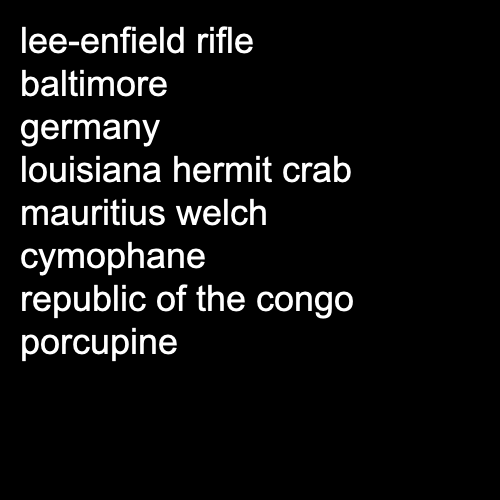 lee-enfield rifle
baltimore
germany
louisiana hermit crab
mauritius welch
cymophane
republic of the congo
porcupine